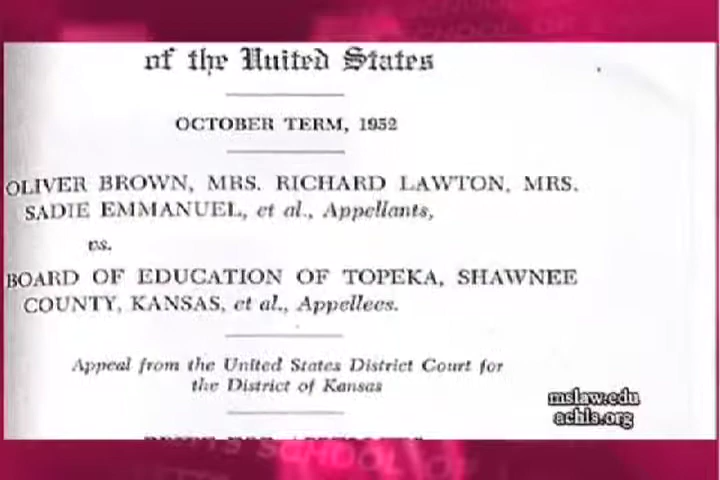 of the United States
OCTOBER TERM, 1952
OLIVER BROWN, MRS. RICHARD LAWTON, MRS.
SADIE EMMANUEL, et al., Appellants,
vs.
BOARD OF EDUCATION OF TOPEKA, SHAWNEE
COUNTY, KANSAS, et al., Appellees.
Appeal from the United States District Court for
the District of Kansas
mslaw.edu
achls.org
SCHOOL OF